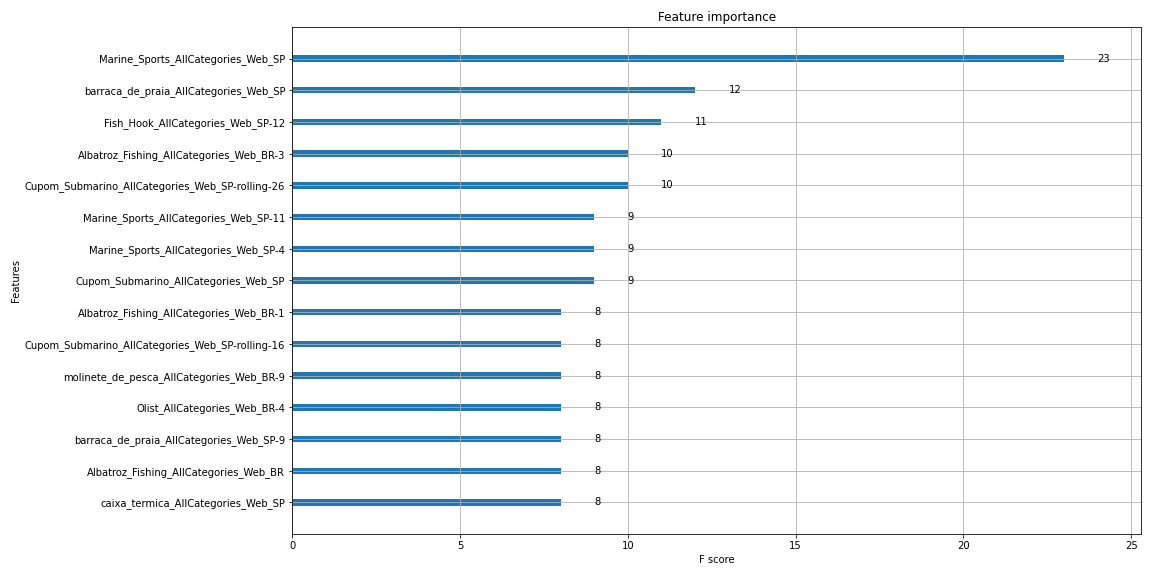 Feature importance
Features
Marine_Sports_AllCategories_Web_SP 23
barraca_de_praia_AllCategories_Web_SP 12
Fish_Hook_AllCategories_Web_SP-12 11
Albatroz_Fishing_AllCategories_Web_BR-3 10
Cupom_Submarino_AllCategories_Web_SP-rolling-26 10
Marine_Sports_AllCategories_Web_SP-11 9
Marine_Sports_AllCategories_Web_SP-4 9
Cupom_Submarino_AllCategories_Web_SP 9
Albatroz_Fishing_AllCategories_Web_BR-1 8
Cupom_Submarino_AllCategories_Web_SP-rolling-16 8
molinete_de_pesca_AllCategories_Web_BR-9 8
Olist_AllCategories_Web_BR-4 8
barraca_de_praia_AllCategories_Web_SP-9 8
Albatroz_Fishing_AllCategories_Web_BR 8
caixa_termica_AllCategories_Web_SP 8
0 5 10 15 20 25
F score